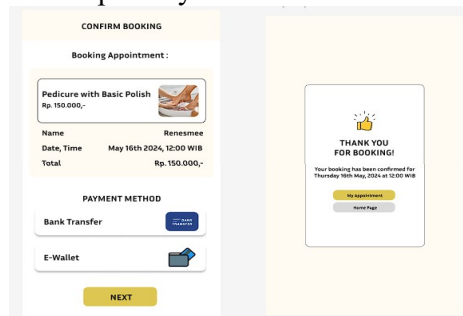 CONFIRM BOOKING
Booking Appointment :
Pedicure with Basic Polish
Rp. 150.000,-
Name Renesmee
Date, Time May 16th 2024, 12:00 WIB
Total Rp. 150.000,-
PAYMENT METHOD
Bank Transfer
BANK
TRANSFER
E-Wallet
NEXT
THANK YOU
FOR BOOKING!
Your booking has been confirmed for
Thursday 16th May, 2024 at 12:00 WIB
My Appointment
Home Page